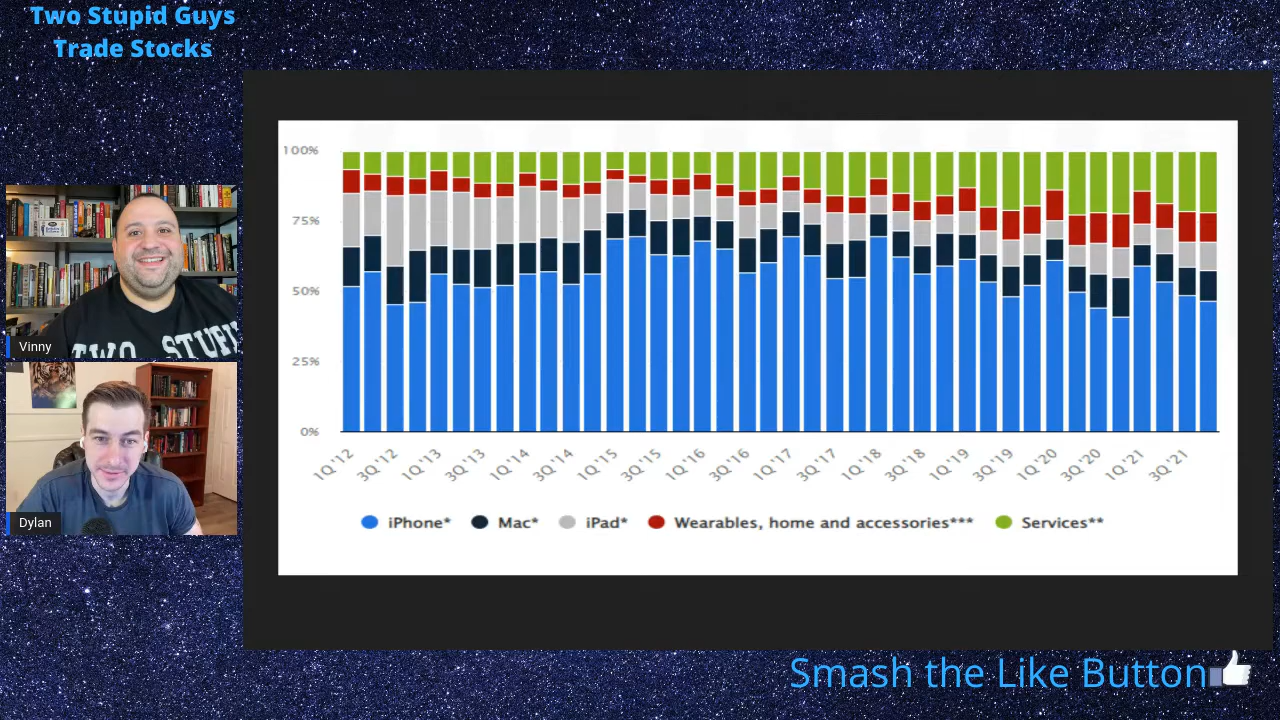 Two Stupid Guys
Trade Stocks
100%
75%
50%
25%
0%
1Q'12
3Q'12
1Q'13
3Q'13
1Q'14
3Q'14
1Q'15
3Q'15
1Q'16
3Q'16
1Q'17
3Q'17
1Q'18
3Q'18
1Q'19
3Q'19
1Q'20
3Q'20
1Q'21
3Q'21
iPhone* Mac* iPad* Wearables, home and accessories*** Services**
TWO STUPI
Vinny
Dylan
Smash the Like Button